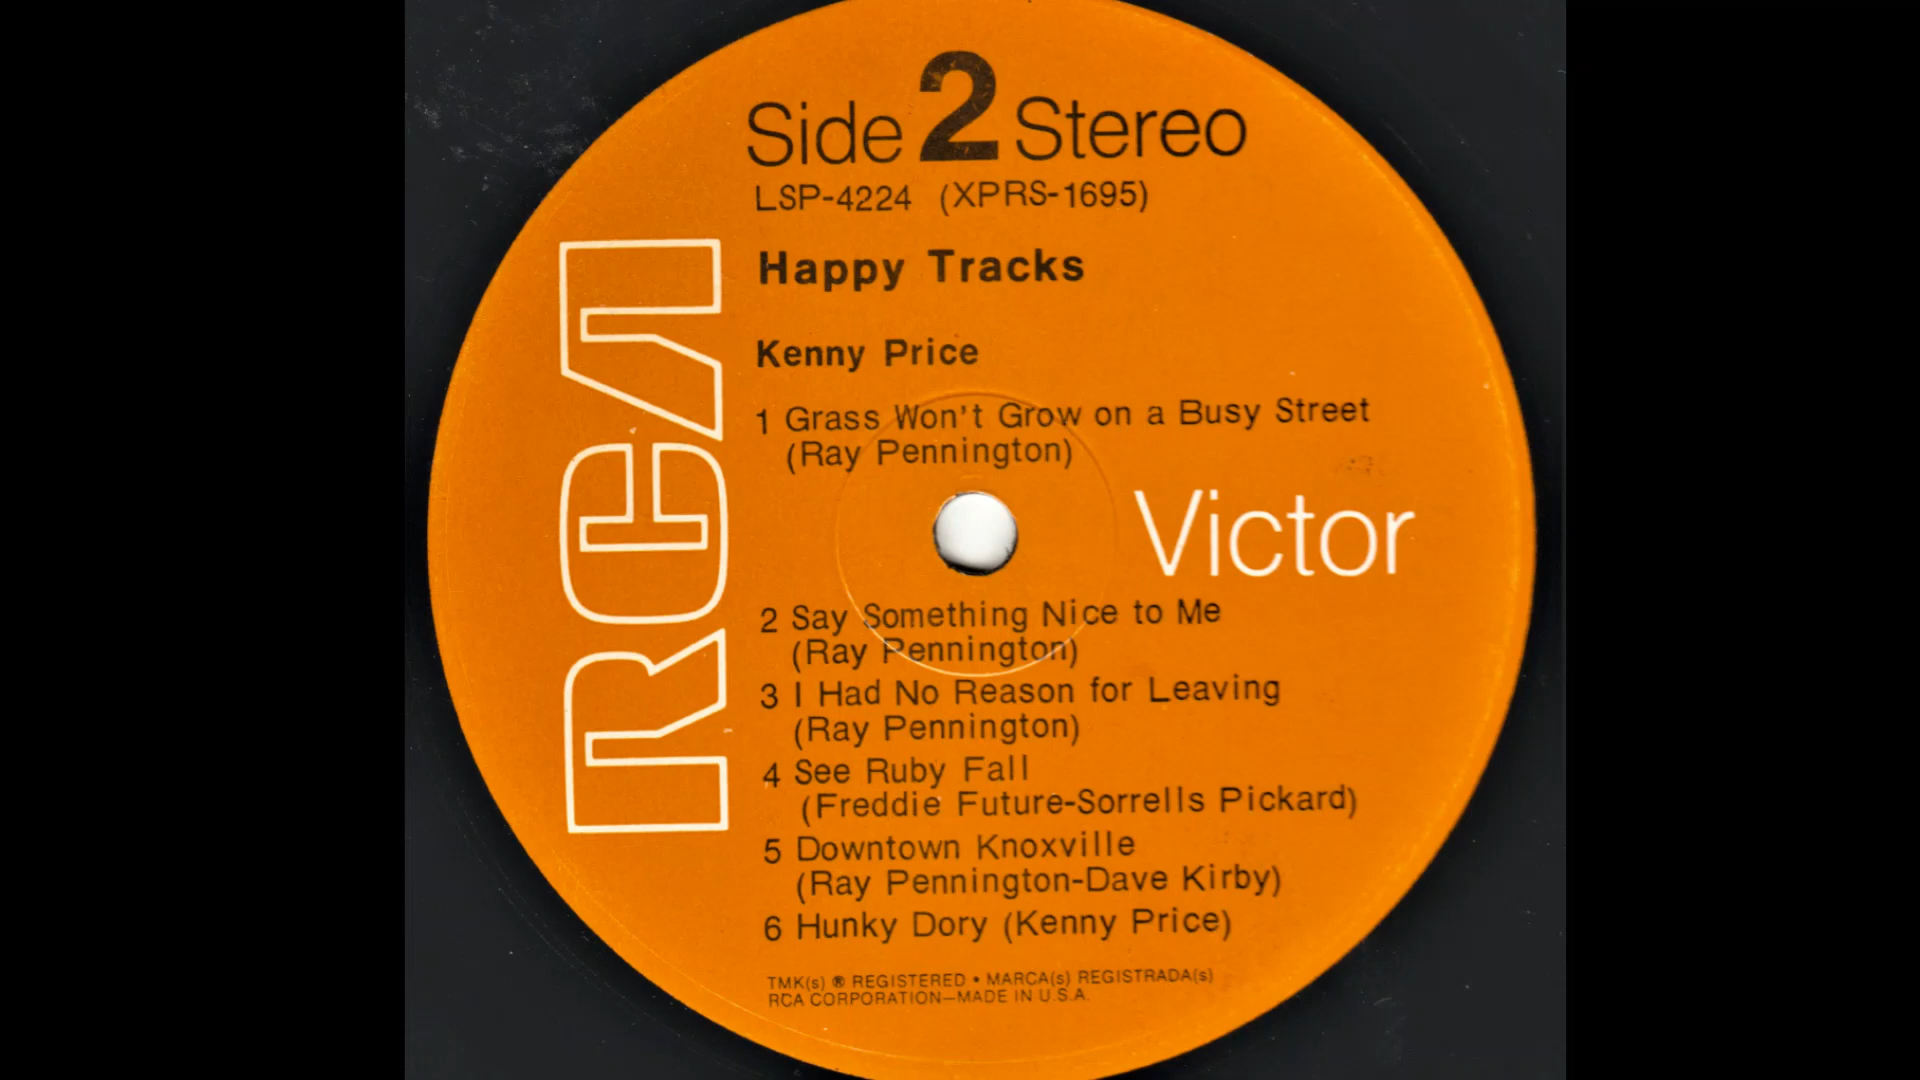 Side 2 Stereo
LSP-4224 (XPRS-1695)
Happy Tracks
Kenny Price
1 Grass Won't Grow on a Busy Street
(Ray Pennington)
RCA
Victor
2 Say Something Nice to Me
(Ray Pennington)
3 I Had No Reason for Leaving
(Ray Pennington)
4 See Ruby Fall
(Freddie Future-Sorrells Pickard)
5 Downtown Knoxville
(Ray Pennington-Dave Kirby)
6 Hunky Dory (Kenny Price)
TMK(s) ® REGISTERED • MARCA(s) REGISTRADA(s)
RCA CORPORATION—MADE IN U.S.A.